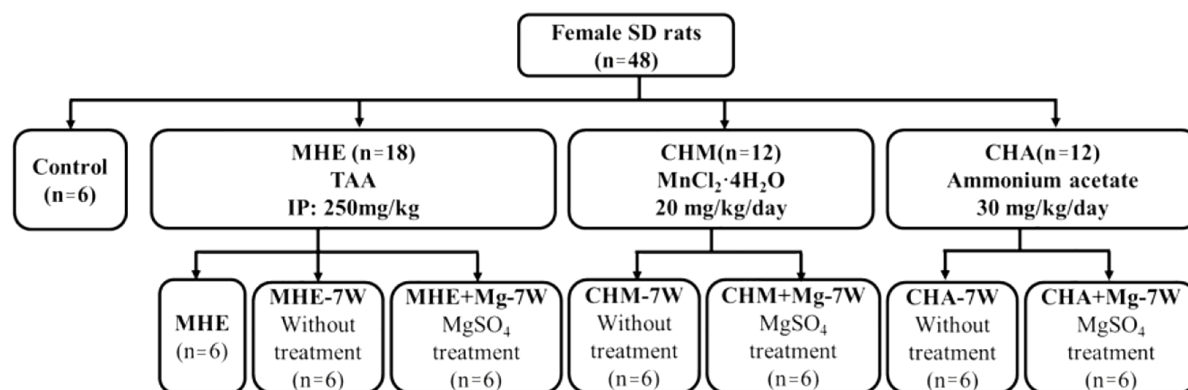 Female SD rats
(n=48)
Control
(n=6)
MHE (n=18)
TAA
IP: 250mg/kg
CHM(n=12)
MnCl₂·4H₂O
20 mg/kg/day
CHA(n=12)
Ammonium acetate
30 mg/kg/day
MHE
(n=6)
MHE-7W
Without
treatment
(n=6)
MHE+Mg-7W
MgSO₄
treatment
(n=6)
CHM-7W
Without
treatment
(n=6)
CHM+Mg-7W
MgSO₄
treatment
(n=6)
CHA-7W
Without
treatment
(n=6)
CHA+Mg-7W
MgSO₄
treatment
(n=6)